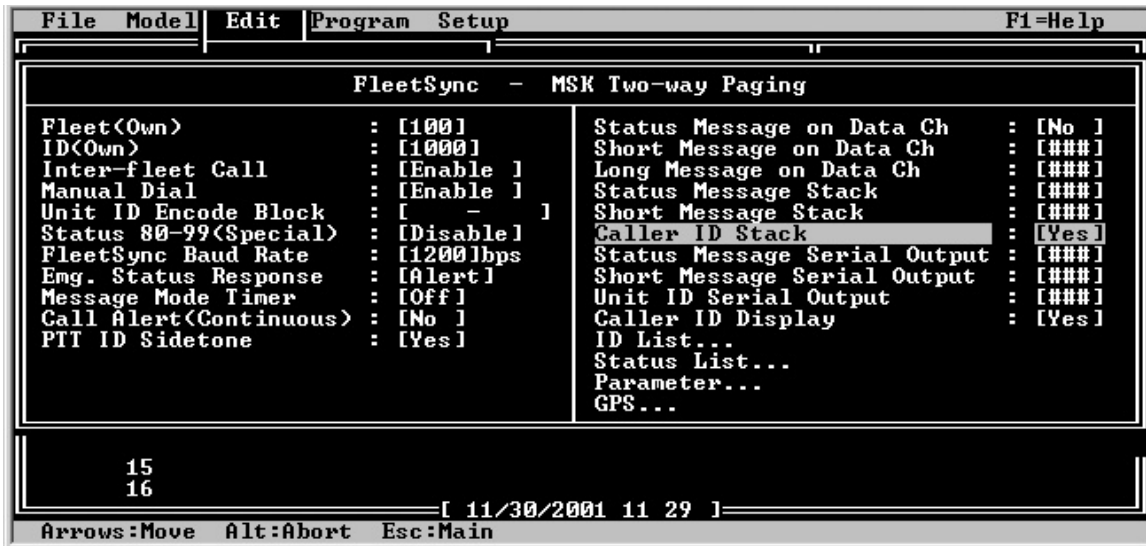 File Model Edit Program Setup F1=Help
FleetSync - MSK Two-way Paging
Fleet(Own) : [100]
ID(Own) : [1000]
Inter-fleet Call : [Enable ]
Manual Dial : [Enable ]
Unit ID Encode Block : [ - ]
Status 80-99(Special) : [Disable]
FleetSync Baud Rate : [1200]bps
Emg. Status Response : [Alert]
Message Mode Timer : [Off]
Call Alert(Continuous) : [No ]
PTT ID Sidetone : [Yes]
Status Message on Data Ch : [No ]
Short Message on Data Ch : [###]
Long Message on Data Ch : [###]
Status Message Stack : [###]
Short Message Stack : [###]
Caller ID Stack : [Yes]
Status Message Serial Output : [###]
Short Message Serial Output : [###]
Unit ID Serial Output : [###]
Caller ID Display : [Yes]
ID List...
Status List...
Parameter...
GPS...
15
16
[ 11/30/2001 11 29 ]
Arrows:Move Alt:Abort Esc:Main